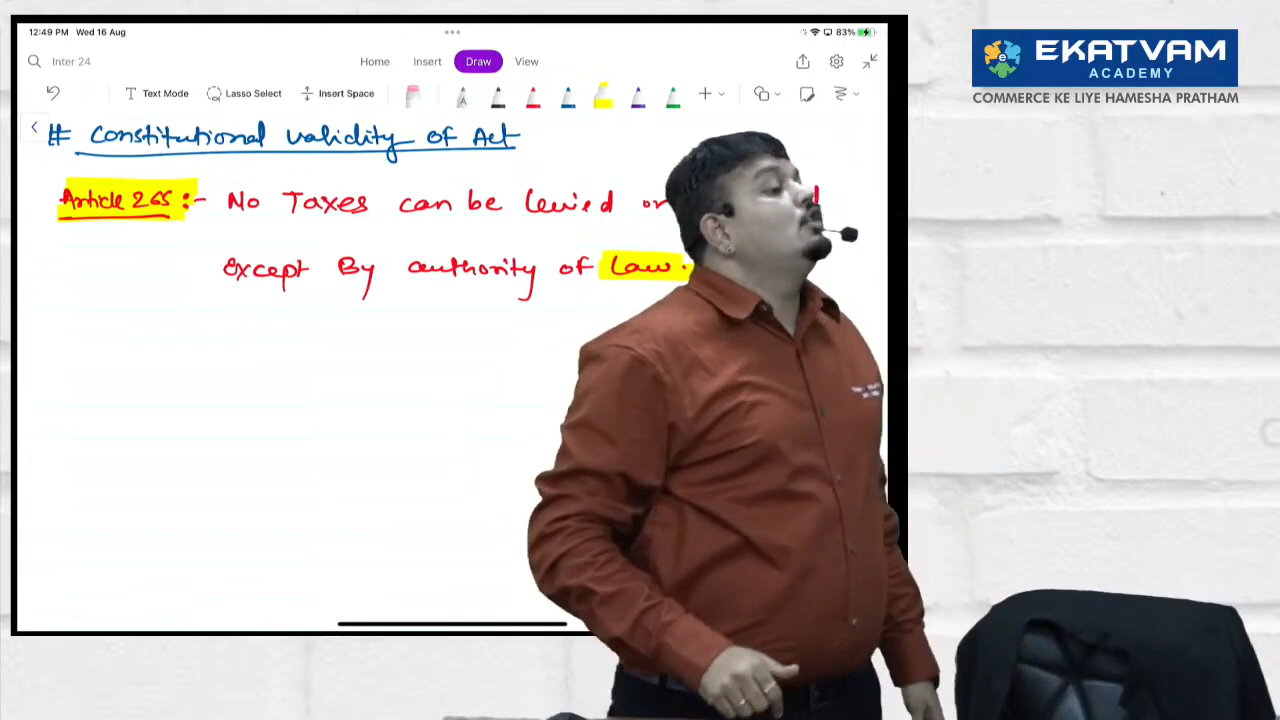 12:49 PM Wed 16 Aug
83%
Inter 24
Home Insert Draw View
Text Mode Lasso Select Insert Space
# Constitutional validity of Act
Article 265 :- No Taxes can be levied or
Except By authority of Law.
EKATVAM
ACADEMY
COMMERCE KE LIYE HAMESHA PRATHAM